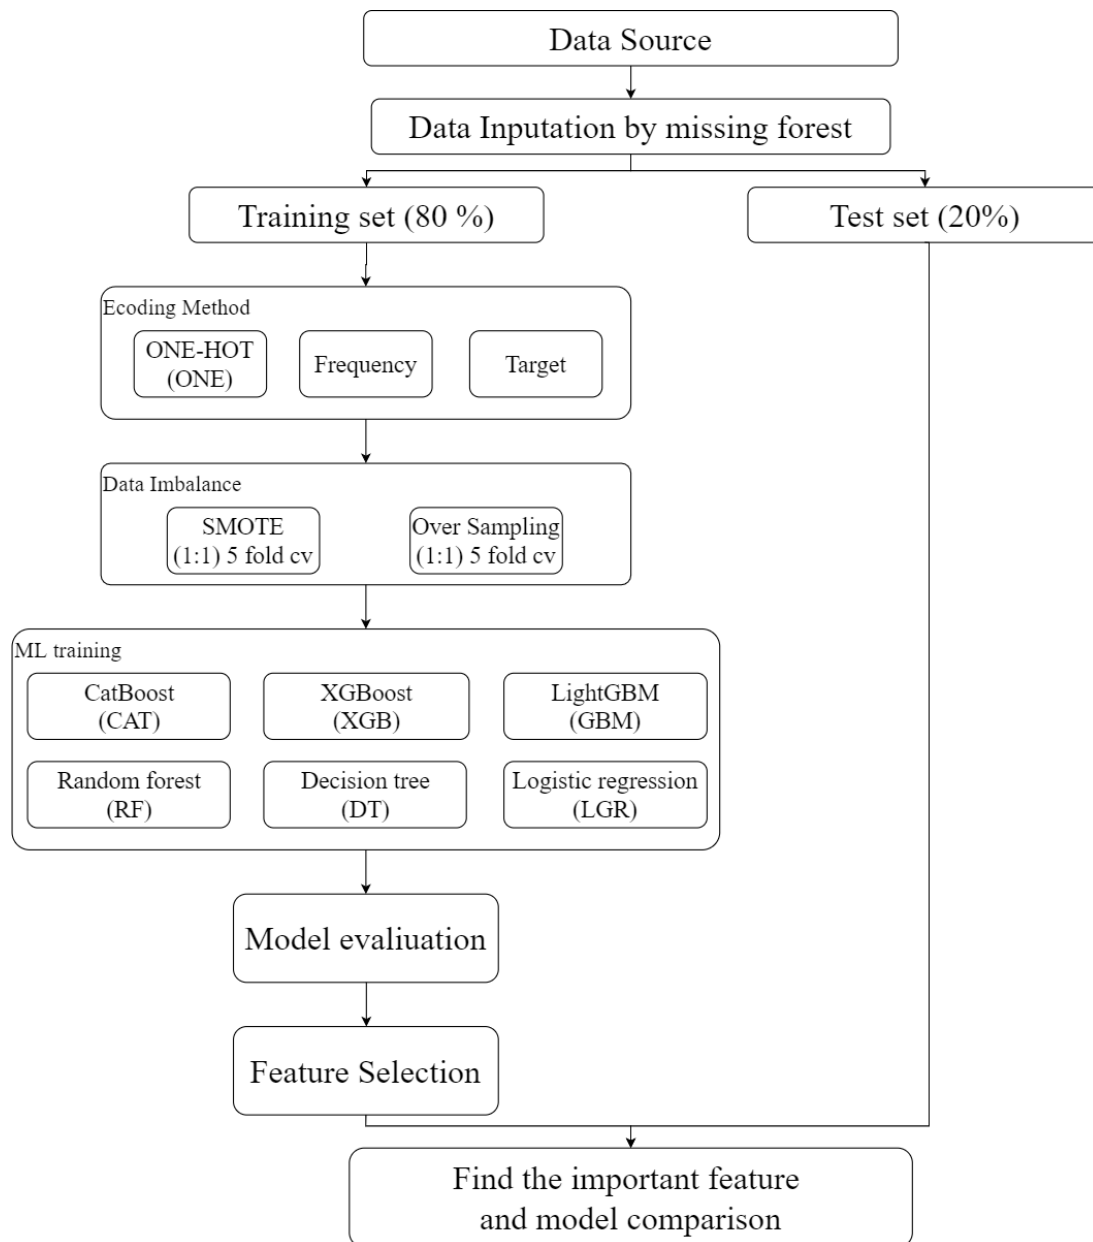 Data Source
Data Inputation by missing forest
Training set (80 %)
Test set (20%)
Ecoding Method
ONE-HOT
(ONE)
Frequency
Target
Data Imbalance
SMOTE
(1:1) 5 fold cv
Over Sampling
(1:1) 5 fold cv
ML training
CatBoost
(CAT)
XGBoost
(XGB)
LightGBM
(GBM)
Random forest
(RF)
Decision tree
(DT)
Logistic regression
(LGR)
Model evaliuation
Feature Selection
Find the important feature
and model comparison